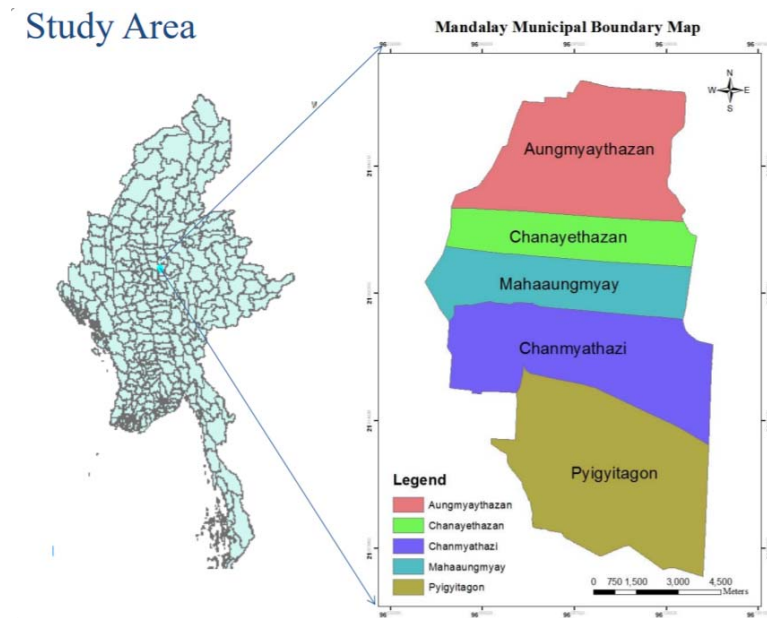 Study Area
Mandalay Municipal Boundary Map
N
W E
S
Aungmyaythazan
Chanayethazan
Mahaaungmyay
Chanmyathazi
Pyigyitagon
Legend
Aungmyaythazan
Chanayethazan
Chanmyathazi
Mahaaungmyay
Pyigyitagon
0 750 1,500 3,000 4,500
Meters